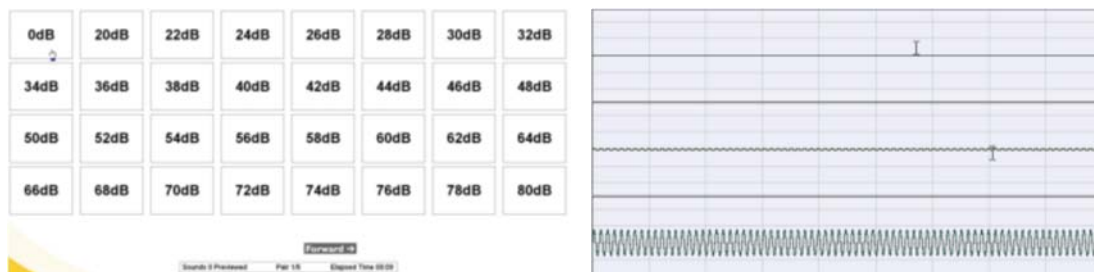 0dB 20dB 22dB 24dB 26dB 28dB 30dB 32dB
34dB 36dB 38dB 40dB 42dB 44dB 46dB 48dB
50dB 52dB 54dB 56dB 58dB 60dB 62dB 64dB
66dB 68dB 70dB 72dB 74dB 76dB 78dB 80dB
Forward →
Sounds 0 Previewed Pair 1/5 Elapsed Time 00:09